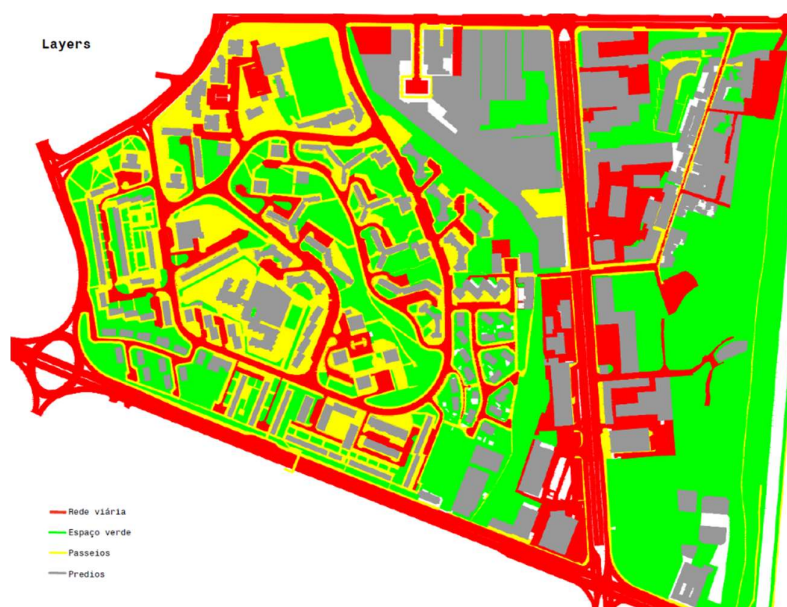 Layers
Rede viária
Espaço verde
Passeios
Predios